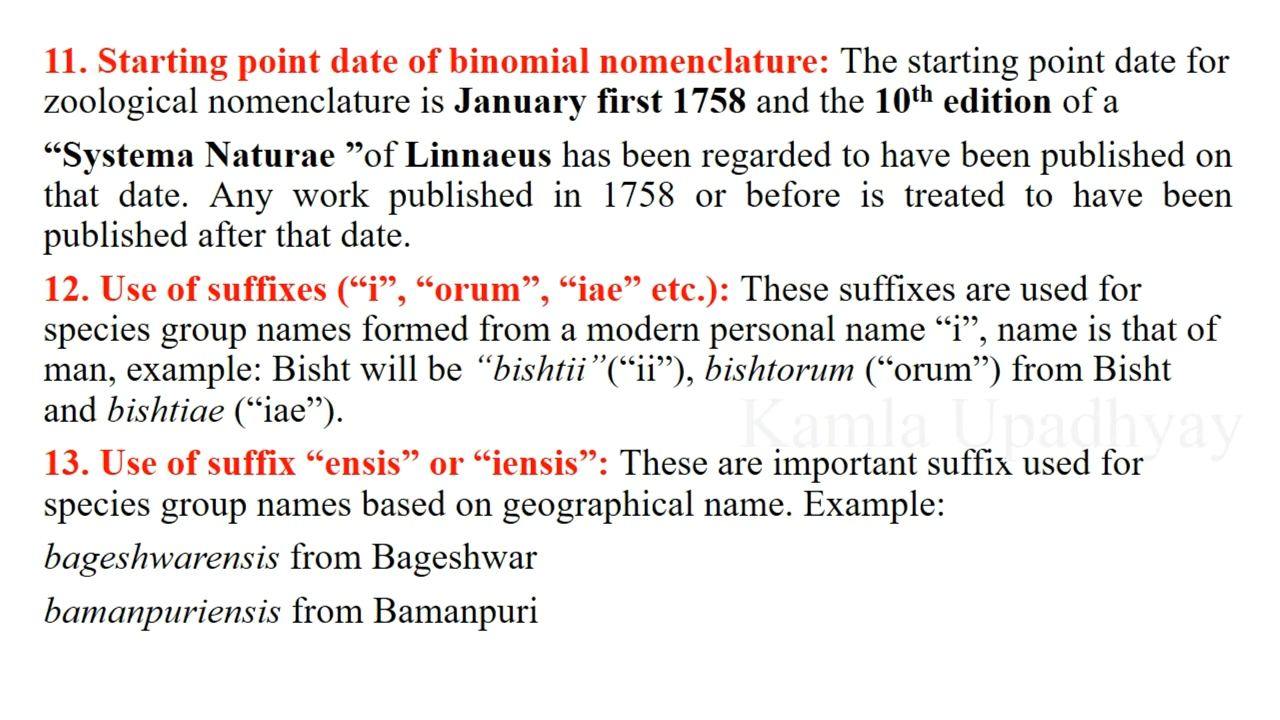 11. Starting point date of binomial nomenclature: The starting point date for
zoological nomenclature is January first 1758 and the 10th edition of a
“Systema Naturae ”of Linnaeus has been regarded to have been published on
that date. Any work published in 1758 or before is treated to have been
published after that date.
12. Use of suffixes (“i”, “orum”, “iae” etc.): These suffixes are used for
species group names formed from a modern personal name “i”, name is that of
man, example: Bisht will be “bishtii”(“ii”), bishtorum (“orum”) from Bisht
and bishtiae (“iae”).
Kamla Upadhyay
13. Use of suffix “ensis” or “iensis”: These are important suffix used for
species group names based on geographical name. Example:
bageshwarensis from Bageshwar
bamanpuriensis from Bamanpuri